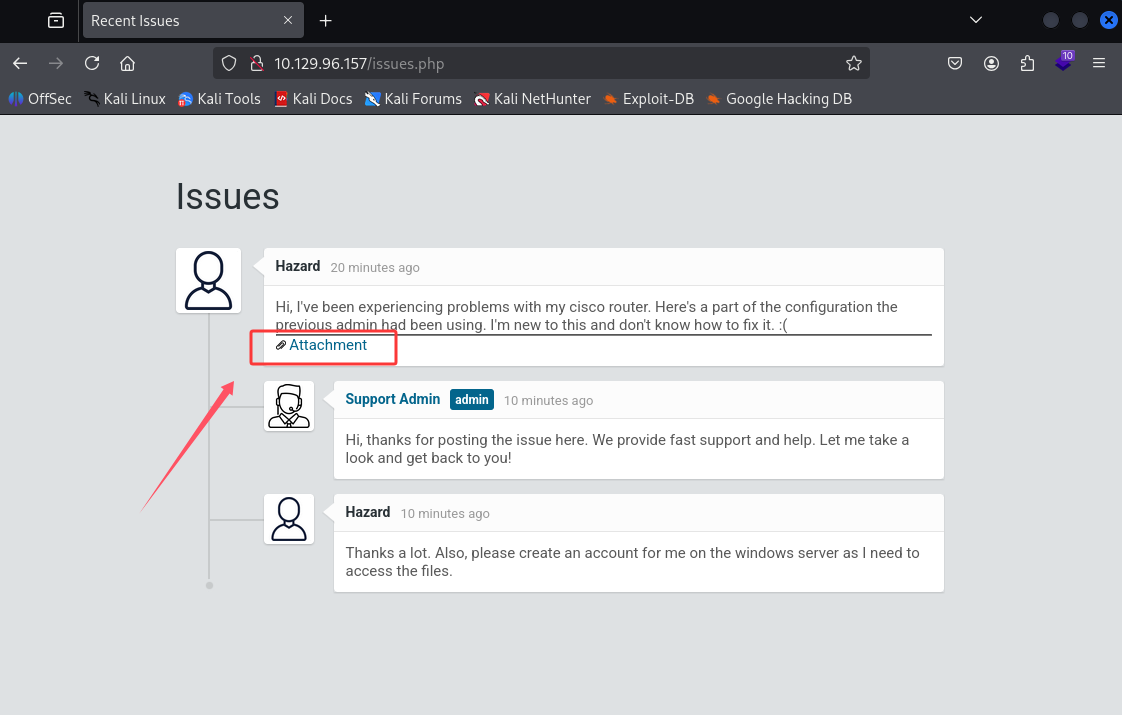 Recent Issues
10.129.96.157/issues.php
10
OffSec Kali Linux Kali Tools Kali Docs Kali Forums Kali NetHunter Exploit-DB Google Hacking DB
Issues
Hazard 20 minutes ago
Hi, I've been experiencing problems with my cisco router. Here's a part of the configuration the
previous admin had been using. I'm new to this and don't know how to fix it. :(
Attachment
Support Admin admin 10 minutes ago
Hi, thanks for posting the issue here. We provide fast support and help. Let me take a
look and get back to you!
Hazard 10 minutes ago
Thanks a lot. Also, please create an account for me on the windows server as I need to
access the files.